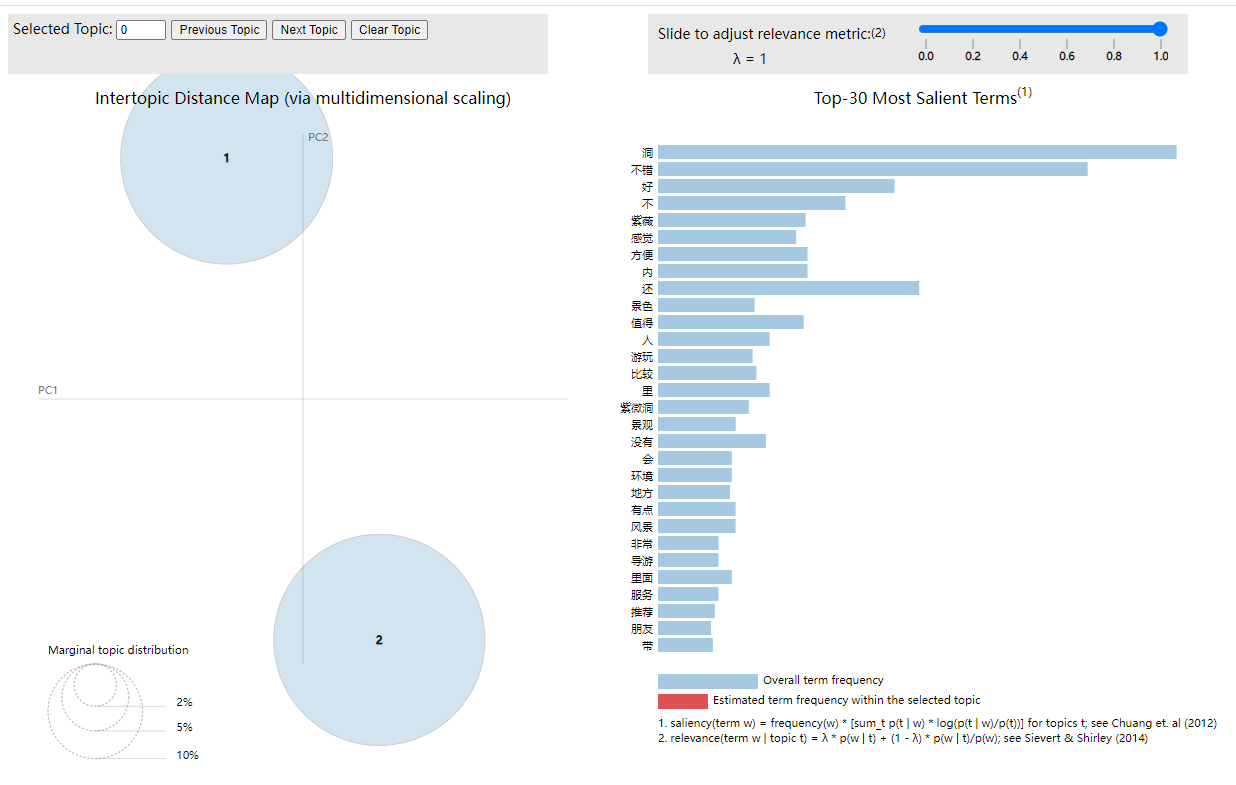 Selected Topic: 0 Previous Topic Next Topic Clear Topic
Slide to adjust relevance metric:(2)
λ = 1
0.0 0.2 0.4 0.6 0.8 1.0
Intertopic Distance Map (via multidimensional scaling)
PC2
1
PC1
2
Marginal topic distribution
2%
5%
10%
Top-30 Most Salient Terms(1)
洞
不错
好
不
紫薇
感觉
方便
内
还
景色
值得
人
游玩
比较
里
紫微洞
景观
没有
会
环境
地方
有点
风景
非常
导游
里面
服务
推荐
朋友
带
Overall term frequency
Estimated term frequency within the selected topic
1. saliency(term w) = frequency(w) * [sum_t p(t | w) * log(p(t | w)/p(t))] for topics t; see Chuang et. al (2012)
2. relevance(term w | topic t) = λ * p(w | t) + (1 - λ) * p(w | t)/p(w); see Sievert & Shirley (2014)